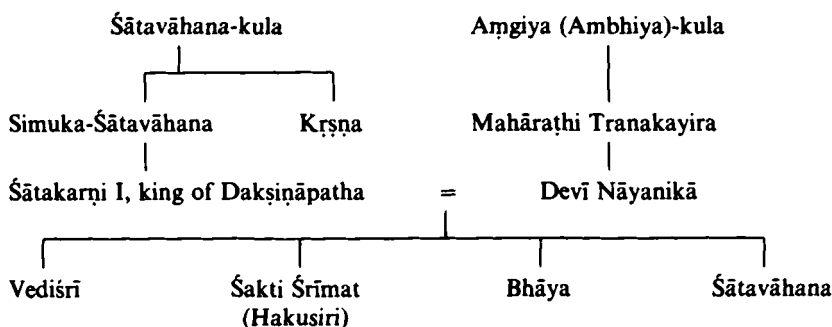 Śātavāhana-kula Aṃgiya (Ambhiya)-kula
Simuka-Śātavāhana Kṛṣṇa Mahāraṭhi Tranakayira
Śātakarṇi I, king of Dakṣiṇāpatha = Devī Nāyanikā
Vediśrī Śakti Śrīmat Bhāya Śātavāhana
(Hakusiri)